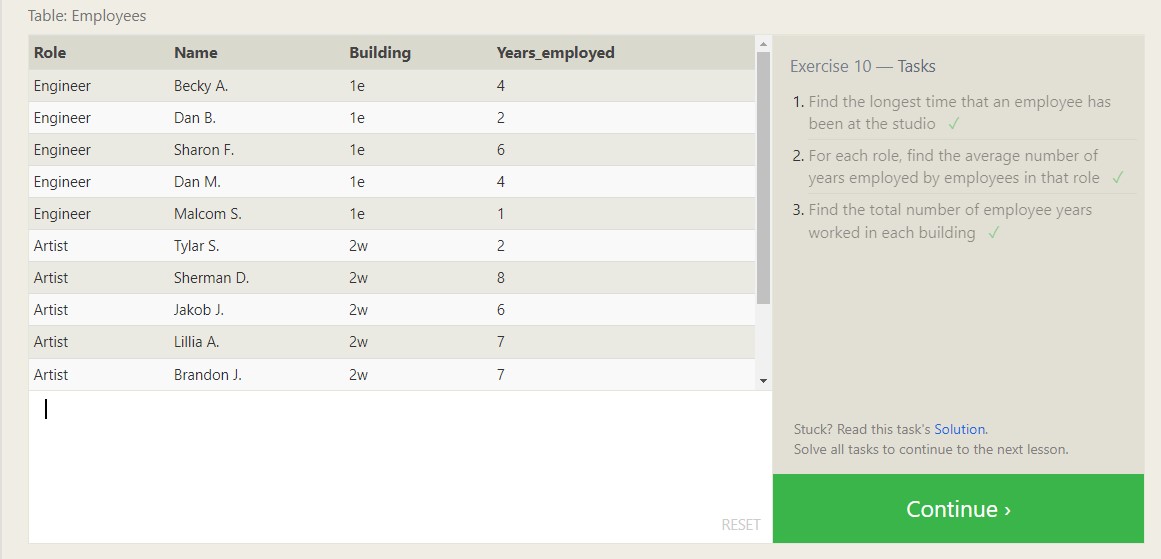 Table: Employees
Role Name Building Years_employed
Engineer Becky A. 1e 4
Engineer Dan B. 1e 2
Engineer Sharon F. 1e 6
Engineer Dan M. 1e 4
Engineer Malcom S. 1e 1
Artist Tylar S. 2w 2
Artist Sherman D. 2w 8
Artist Jakob J. 2w 6
Artist Lillia A. 2w 7
Artist Brandon J. 2w 7
RESET
Exercise 10 — Tasks
1. Find the longest time that an employee has
been at the studio ✓
2. For each role, find the average number of
years employed by employees in that role ✓
3. Find the total number of employee years
worked in each building ✓
Stuck? Read this task's Solution.
Solve all tasks to continue to the next lesson.
Continue ›